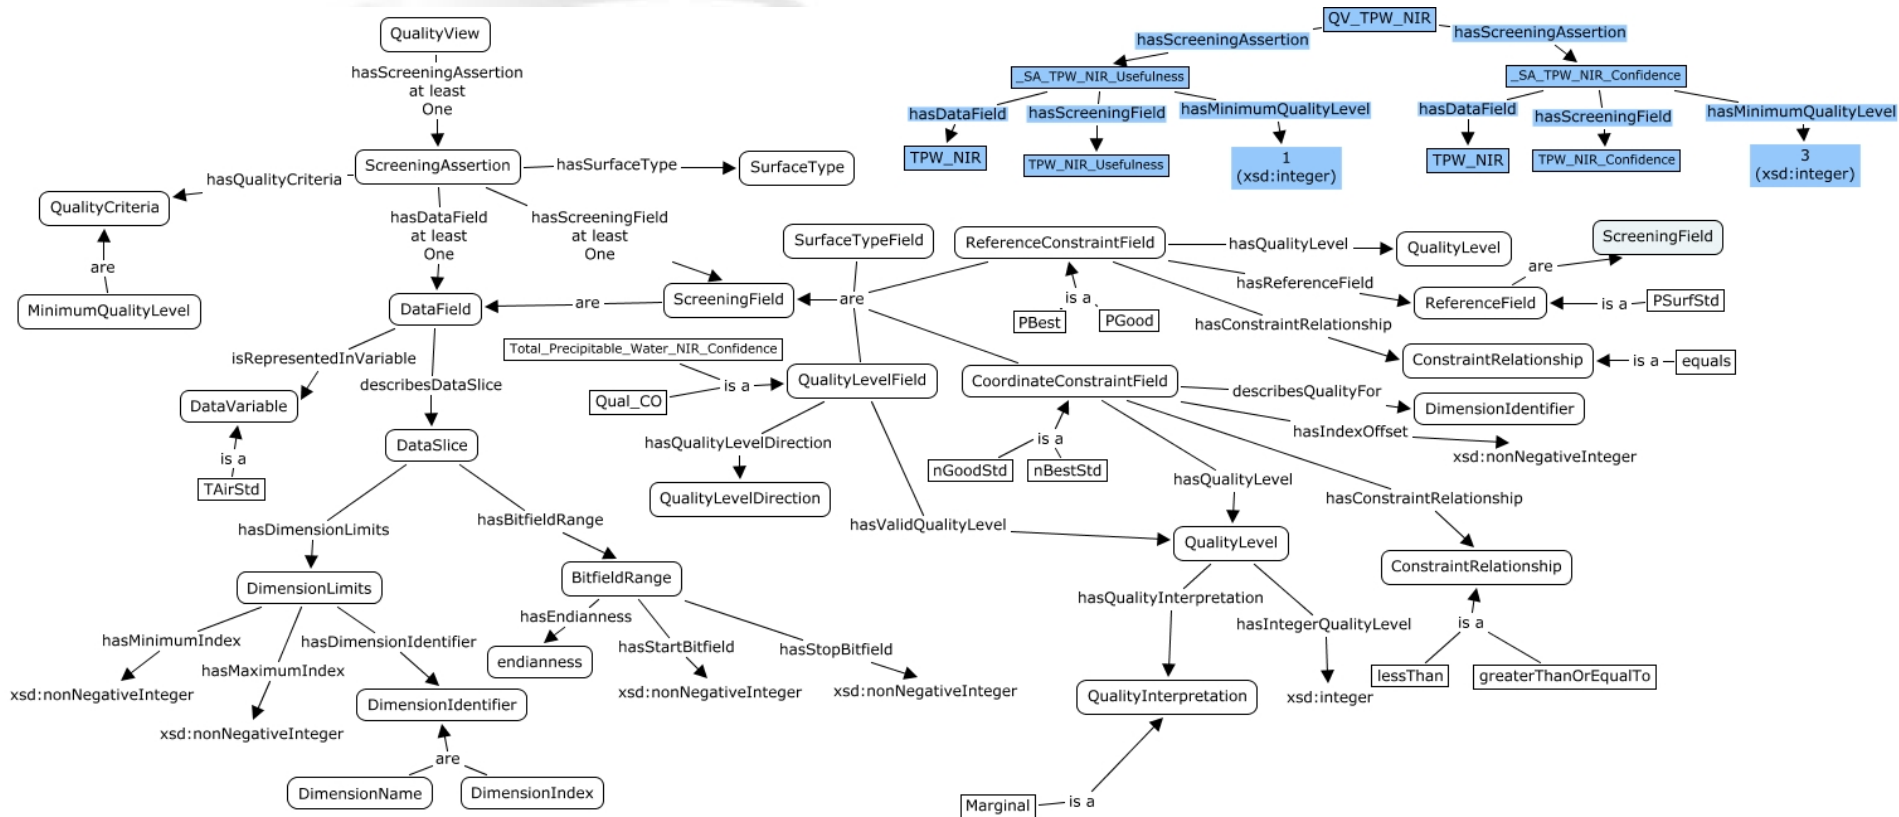 QualityView
hasScreeningAssertion
at least
One
ScreeningAssertion
hasSurfaceType
SurfaceType
hasQualityCriteria
QualityCriteria
are
MinimumQualityLevel
hasDataField
at least
One
hasScreeningField
at least
One
DataField
are
ScreeningField
are
SurfaceTypeField
isRepresentedInVariable
DataVariable
is a
TAirStd
describesDataSlice
DataSlice
hasDimensionLimits
DimensionLimits
hasMinimumIndex
xsd:nonNegativeInteger
hasMaximumIndex
xsd:nonNegativeInteger
hasDimensionIdentifier
DimensionIdentifier
are
DimensionName
DimensionIndex
hasBitfieldRange
BitfieldRange
hasEndianness
endianness
hasStartBitfield
xsd:nonNegativeInteger
hasStopBitfield
xsd:nonNegativeInteger
Total_Precipitable_Water_NIR_Confidence
Qual_CO
is a
QualityLevelField
hasQualityLevelDirection
QualityLevelDirection
hasValidQualityLevel
ReferenceConstraintField
is a
PBest
PGood
hasQualityLevel
QualityLevel
hasReferenceField
ReferenceField
are
ScreeningField
is a
PSurfStd
hasConstraintRelationship
ConstraintRelationship
is a
equals
CoordinateConstraintField
is a
nGoodStd
nBestStd
describesQualityFor
DimensionIdentifier
hasIndexOffset
xsd:nonNegativeInteger
hasQualityLevel
QualityLevel
hasConstraintRelationship
ConstraintRelationship
is a
lessThan
greaterThanOrEqualTo
hasQualityInterpretation
QualityInterpretation
hasIntegerQualityLevel
xsd:integer
Marginal
is a
QV_TPW_NIR
hasScreeningAssertion
hasScreeningAssertion
_SA_TPW_NIR_Usefulness
hasDataField
hasScreeningField
hasMinimumQualityLevel
TPW_NIR
TPW_NIR_Usefulness
1
(xsd:integer)
_SA_TPW_NIR_Confidence
hasDataField
hasScreeningField
hasMinimumQualityLevel
TPW_NIR
TPW_NIR_Confidence
3
(xsd:integer)